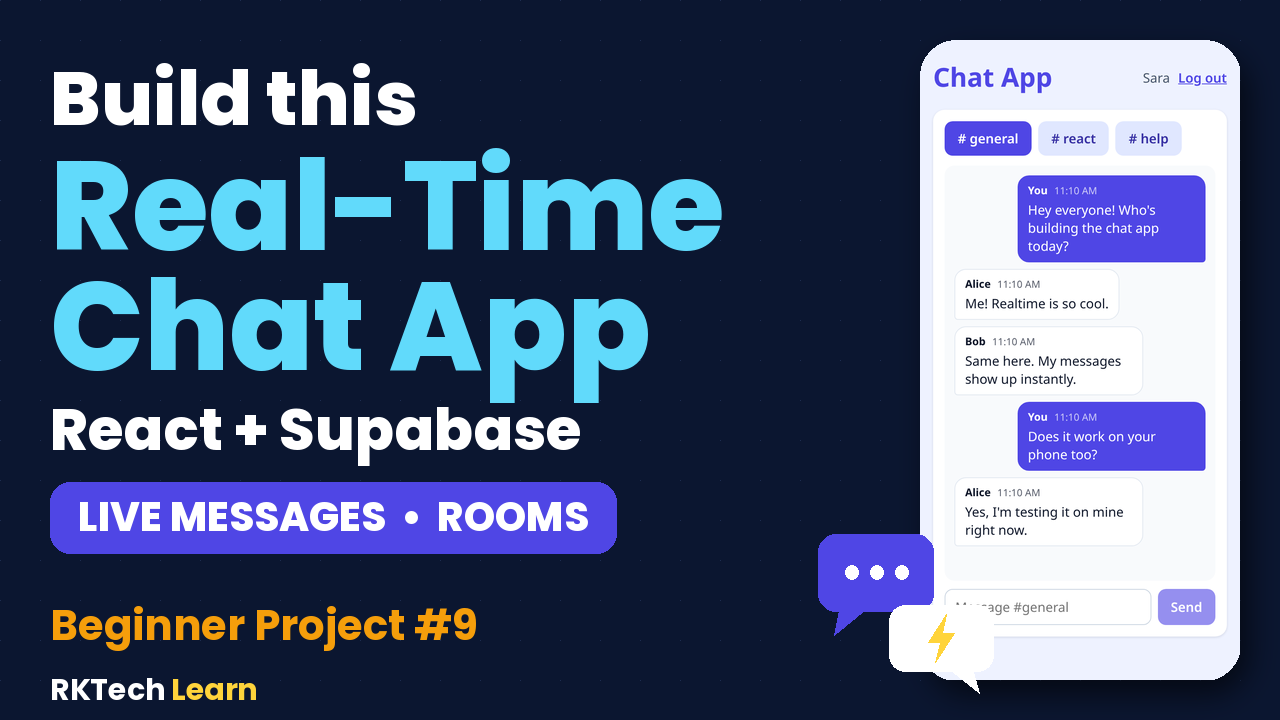 Build this
Real-Time
Chat App
React + Supabase
LIVE MESSAGES • ROOMS
Beginner Project #9
RKTech Learn
Chat App
Sara Log out
# general # react # help
You 11:10 AM
Hey everyone! Who's
building the chat app
today?
Alice 11:10 AM
Me! Realtime is so cool.
Bob 11:10 AM
Same here. My messages
show up instantly.
You 11:10 AM
Does it work on your
phone too?
Alice 11:10 AM
Yes, I'm testing it on mine
right now.
Message #general
Send